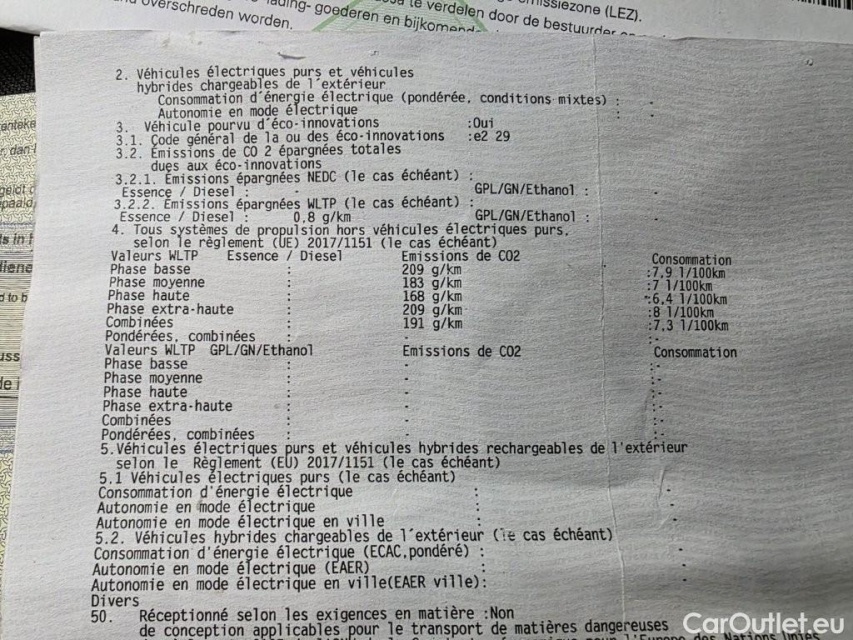 emissiezone (LEZ).
te verdelen door de bestuurder
lading- goederen en bijkomend
overschreden worden.
2. Véhicules électriques purs et véhicules
hybrides chargeables de l'extérieur
Consommation d'énergie électrique (pondérée, conditions mixtes) : -
Autonomie en mode électrique : -
3. Véhicule pourvu d'éco-innovations :Oui
3.1. Code général de la ou des éco-innovations :e2 29
3.2. Émissions de CO 2 épargnées totales
dues aux éco-innovations
3.2.1. Émissions épargnées NEDC (le cas échéant) :
Essence / Diesel : - GPL/GN/Ethanol : -
3.2.2. Émissions épargnées WLTP (le cas échéant) :
Essence / Diesel : 0,8 g/km GPL/GN/Ethanol : -
4. Tous systèmes de propulsion hors véhicules électriques purs,
selon le règlement (UE) 2017/1151 (le cas échéant)
Valeurs WLTP Essence / Diesel Emissions de CO2 Consommation
Phase basse : 209 g/km :7,9 l/100km
Phase moyenne : 183 g/km :7 l/100km
Phase haute : 168 g/km :6,4 l/100km
Phase extra-haute : 209 g/km :8 l/100km
Combinées : 191 g/km :7,3 l/100km
Pondérées, combinées : - :-
Valeurs WLTP GPL/GN/Ethanol Emissions de CO2 Consommation
Phase basse : - :-
Phase moyenne : - :-
Phase haute : - :-
Phase extra-haute : - :-
Combinées : - :-
Pondérées, combinées : - :-
5.Véhicules électriques purs et véhicules hybrides rechargeables de l'extérieur
selon le Règlement (EU) 2017/1151 (le cas échéant)
5.1 Véhicules électriques purs (le cas échéant)
Consommation d'énergie électrique : -
Autonomie en mode électrique : -
Autonomie en mode électrique en ville : -
5.2. Véhicules hybrides chargeables de l'extérieur (le cas échéant)
Consommation d'énergie électrique (ECAC,pondéré) : -
Autonomie en mode électrique (EAER) : -
Autonomie en mode électrique en ville(EAER ville): -
Divers
50. Réceptionné selon les exigences en matière :Non
de conception applicables pour le transport de matières dangereuses
CarOutlet.eu